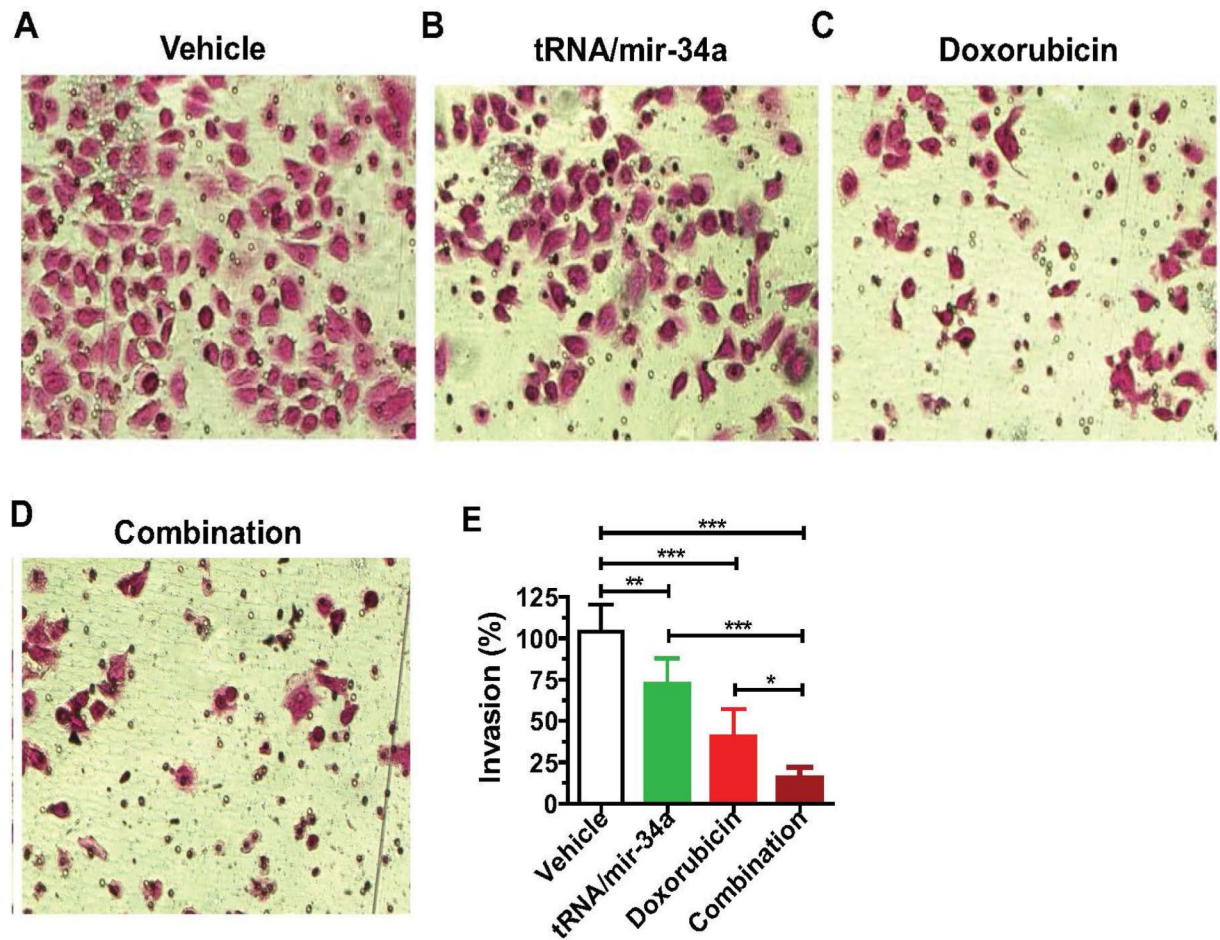 A
Vehicle
B
tRNA/mir-34a
C
Doxorubicin
D
Combination
E
***
***
**
***
*
Invasion (%)
125
100
75
50
25
0
Vehicle
tRNA/mir-34a
Doxorubicin
Combination